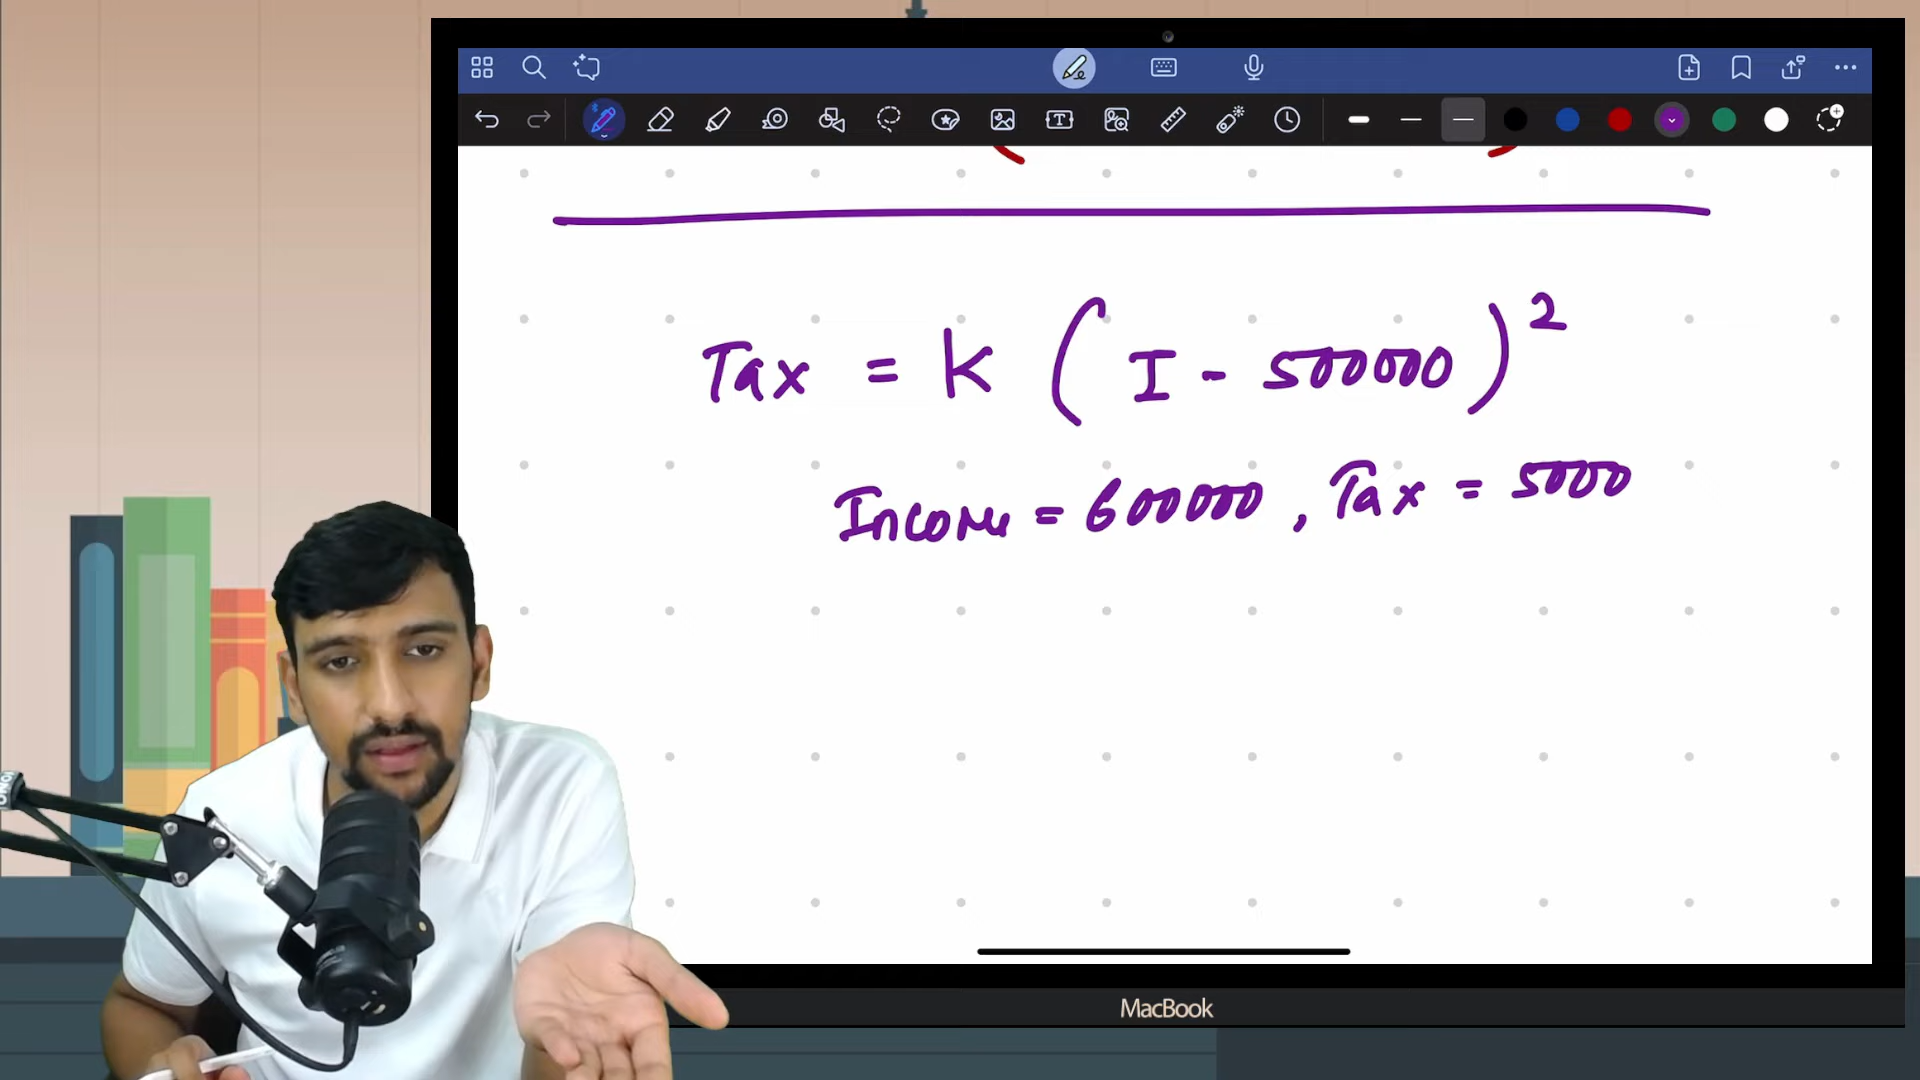 Tax = K (I - 500000)²
Income = 600000, Tax = 5000
MacBook